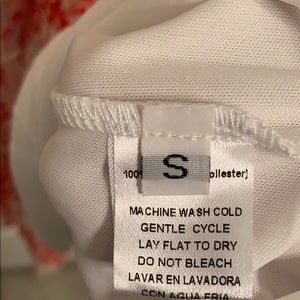 S
100% ollester)
MACHINE WASH COLD
GENTLE CYCLE
LAY FLAT TO DRY
DO NOT BLEACH
LAVAR EN LAVADORA
CON AGUA FRIA